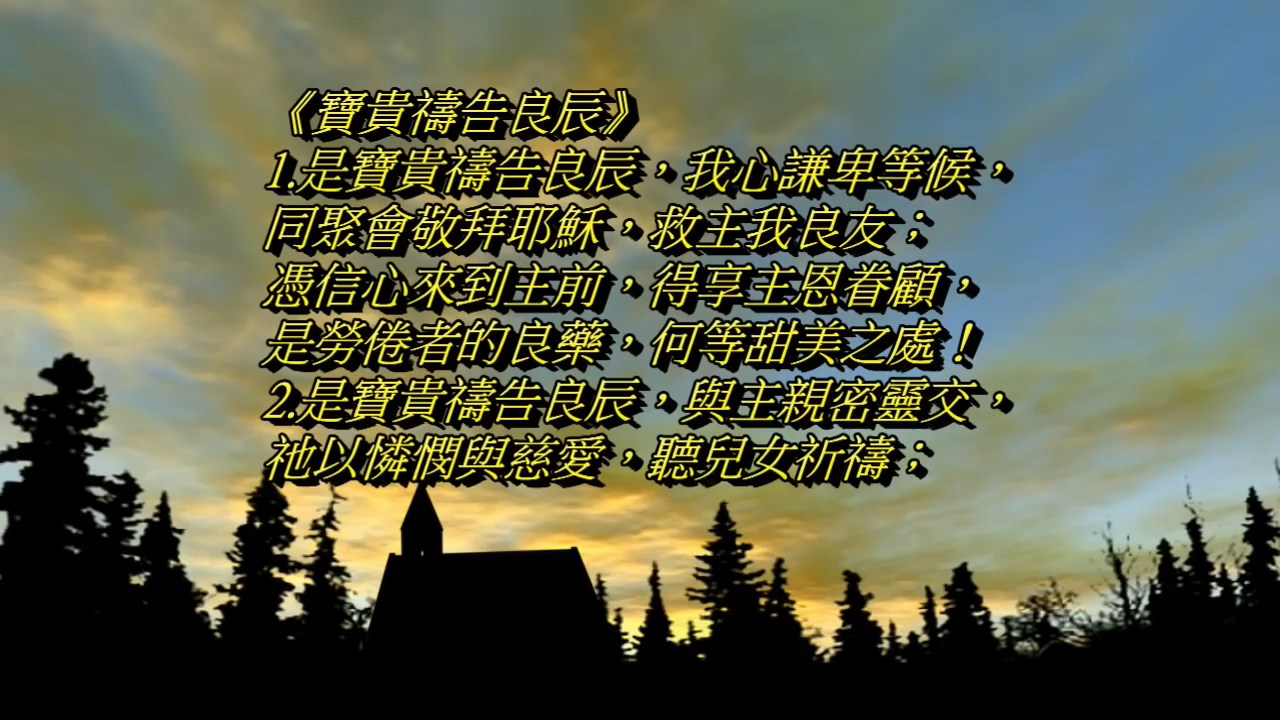 《寶貴禱告良辰》
1.是寶貴禱告良辰，我心謙卑等候，
同聚會敬拜耶穌，救主我良友；
憑信心來到主前，得享主恩眷顧，
是勞倦者的良藥，何等甜美之處！
2.是寶貴禱告良辰，與主親密靈交，
祂以憐憫與慈愛，聽兒女祈禱；